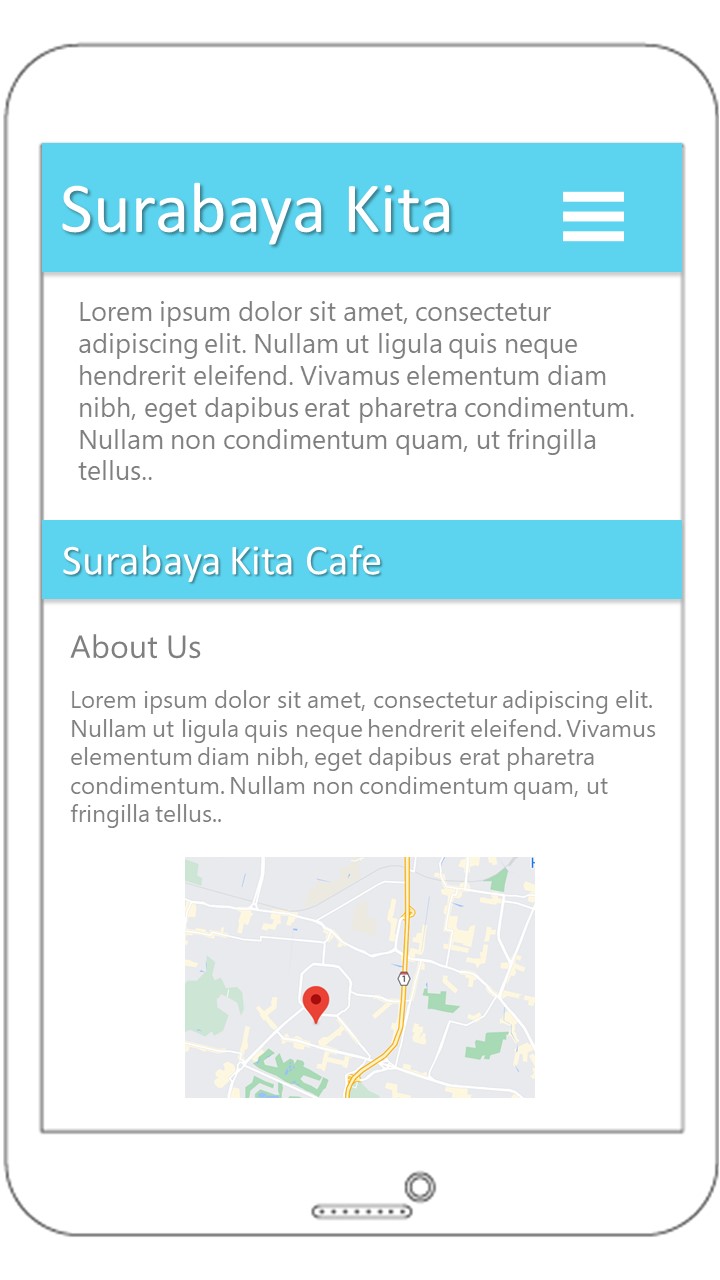 Surabaya Kita
Lorem ipsum dolor sit amet, consectetur
adipiscing elit. Nullam ut ligula quis neque
hendrerit eleifend. Vivamus elementum diam
nibh, eget dapibus erat pharetra condimentum.
Nullam non condimentum quam, ut fringilla
tellus..
Surabaya Kita Cafe
About Us
Lorem ipsum dolor sit amet, consectetur adipiscing elit.
Nullam ut ligula quis neque hendrerit eleifend. Vivamus
elementum diam nibh, eget dapibus erat pharetra
condimentum. Nullam non condimentum quam, ut
fringilla tellus..
1